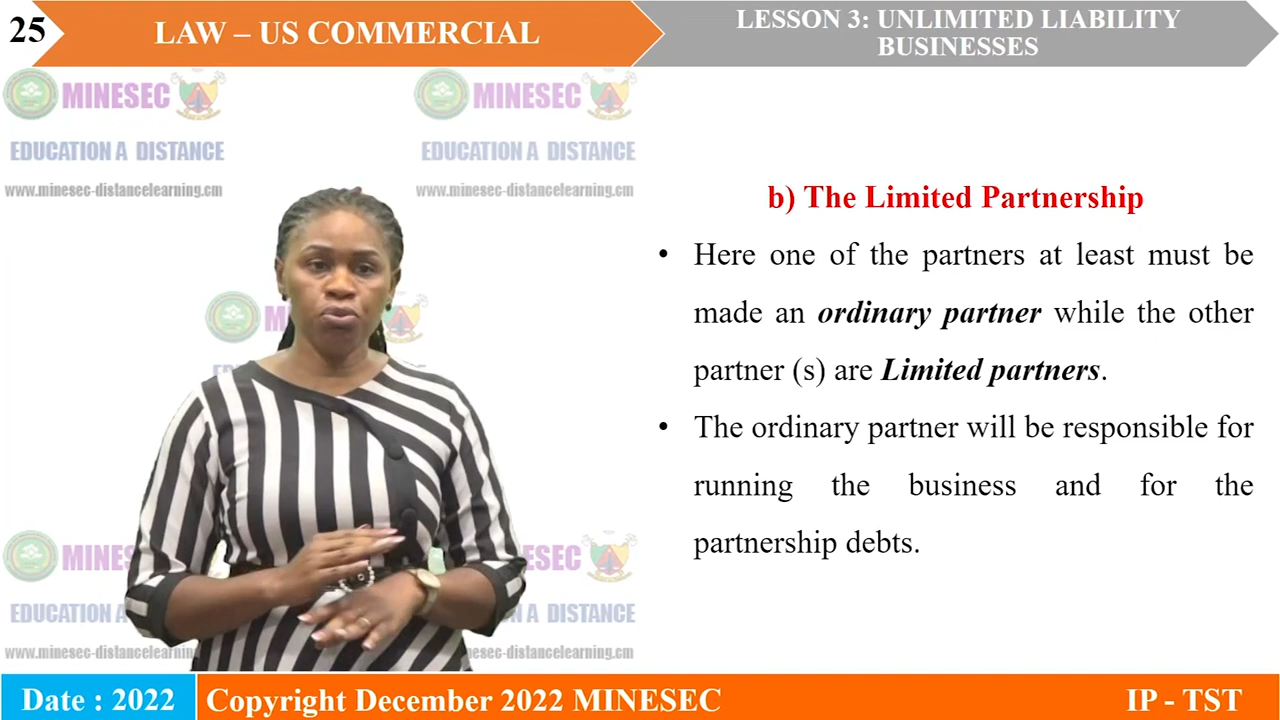 25
LAW – US COMMERCIAL
LESSON 3: UNLIMITED LIABILITY
BUSINESSES
MINESEC
EDUCATION A DISTANCE
www.minesec-distancelearning.cm
MINESEC
EDUCATION A DISTANCE
www.minesec-distancelearning.cm
b) The Limited Partnership
• Here one of the partners at least must be
made an ordinary partner while the other
partner (s) are Limited partners.
• The ordinary partner will be responsible for
running the business and for the
partnership debts.
Date : 2022
Copyright December 2022 MINESEC
IP - TST